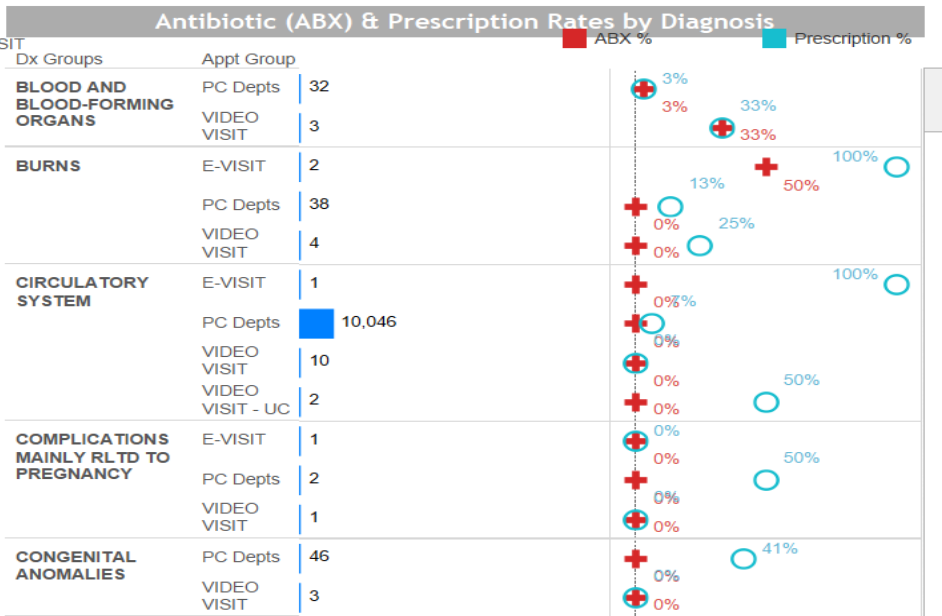 Antibiotic (ABX) & Prescription Rates by Diagnosis
SIT
ABX %
Prescription %
Dx Groups
Appt Group
BLOOD AND
BLOOD-FORMING
ORGANS
PC Depts
32
3%
3%
VIDEO
VISIT
3
33%
33%
BURNS
E-VISIT
2
100%
50%
PC Depts
38
13%
0%
VIDEO
VISIT
4
25%
0%
CIRCULATORY
SYSTEM
E-VISIT
1
100%
0%
PC Depts
10,046
7%
0%
VIDEO
VISIT
10
0%
0%
VIDEO
VISIT - UC
2
50%
0%
COMPLICATIONS
MAINLY RLTD TO
PREGNANCY
E-VISIT
1
0%
0%
PC Depts
2
50%
0%
VIDEO
VISIT
1
0%
0%
CONGENITAL
ANOMALIES
PC Depts
46
41%
0%
VIDEO
VISIT
3
0%
0%